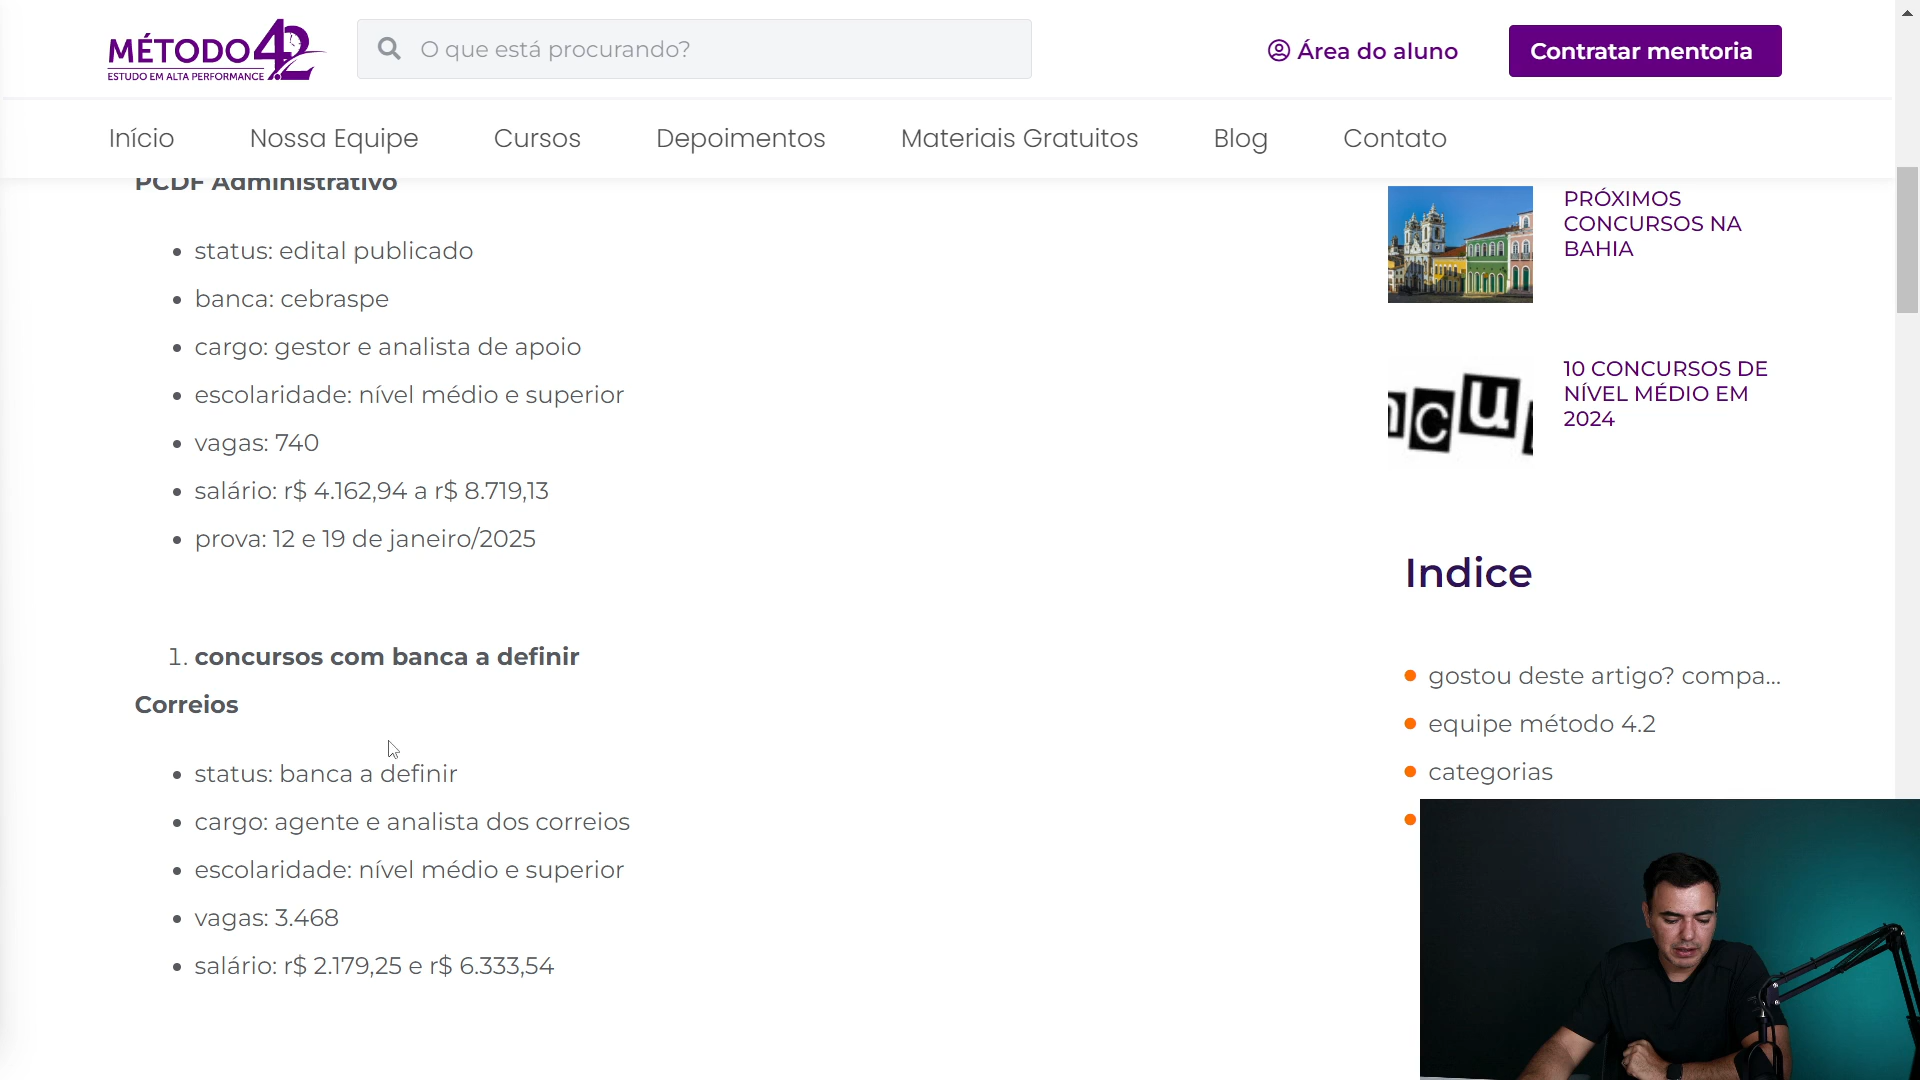 MÉTODO 4.2
ESTUDO EM ALTA PERFORMANCE
O que está procurando?
Área do aluno
Contratar mentoria
Início
Nossa Equipe
Cursos
Depoimentos
Materiais Gratuitos
Blog
Contato
PCDF Administrativo
status: edital publicado
banca: cebraspe
cargo: gestor e analista de apoio
escolaridade: nível médio e superior
vagas: 740
salário: r$ 4.162,94 a r$ 8.719,13
prova: 12 e 19 de janeiro/2025
1. concursos com banca a definir
Correios
status: banca a definir
cargo: agente e analista dos correios
escolaridade: nível médio e superior
vagas: 3.468
salário: r$ 2.179,25 e r$ 6.333,54
PRÓXIMOS
CONCURSOS NA
BAHIA
cu
10 CONCURSOS DE
NÍVEL MÉDIO EM
2024
Indice
gostou deste artigo? compa...
equipe método 4.2
categorias